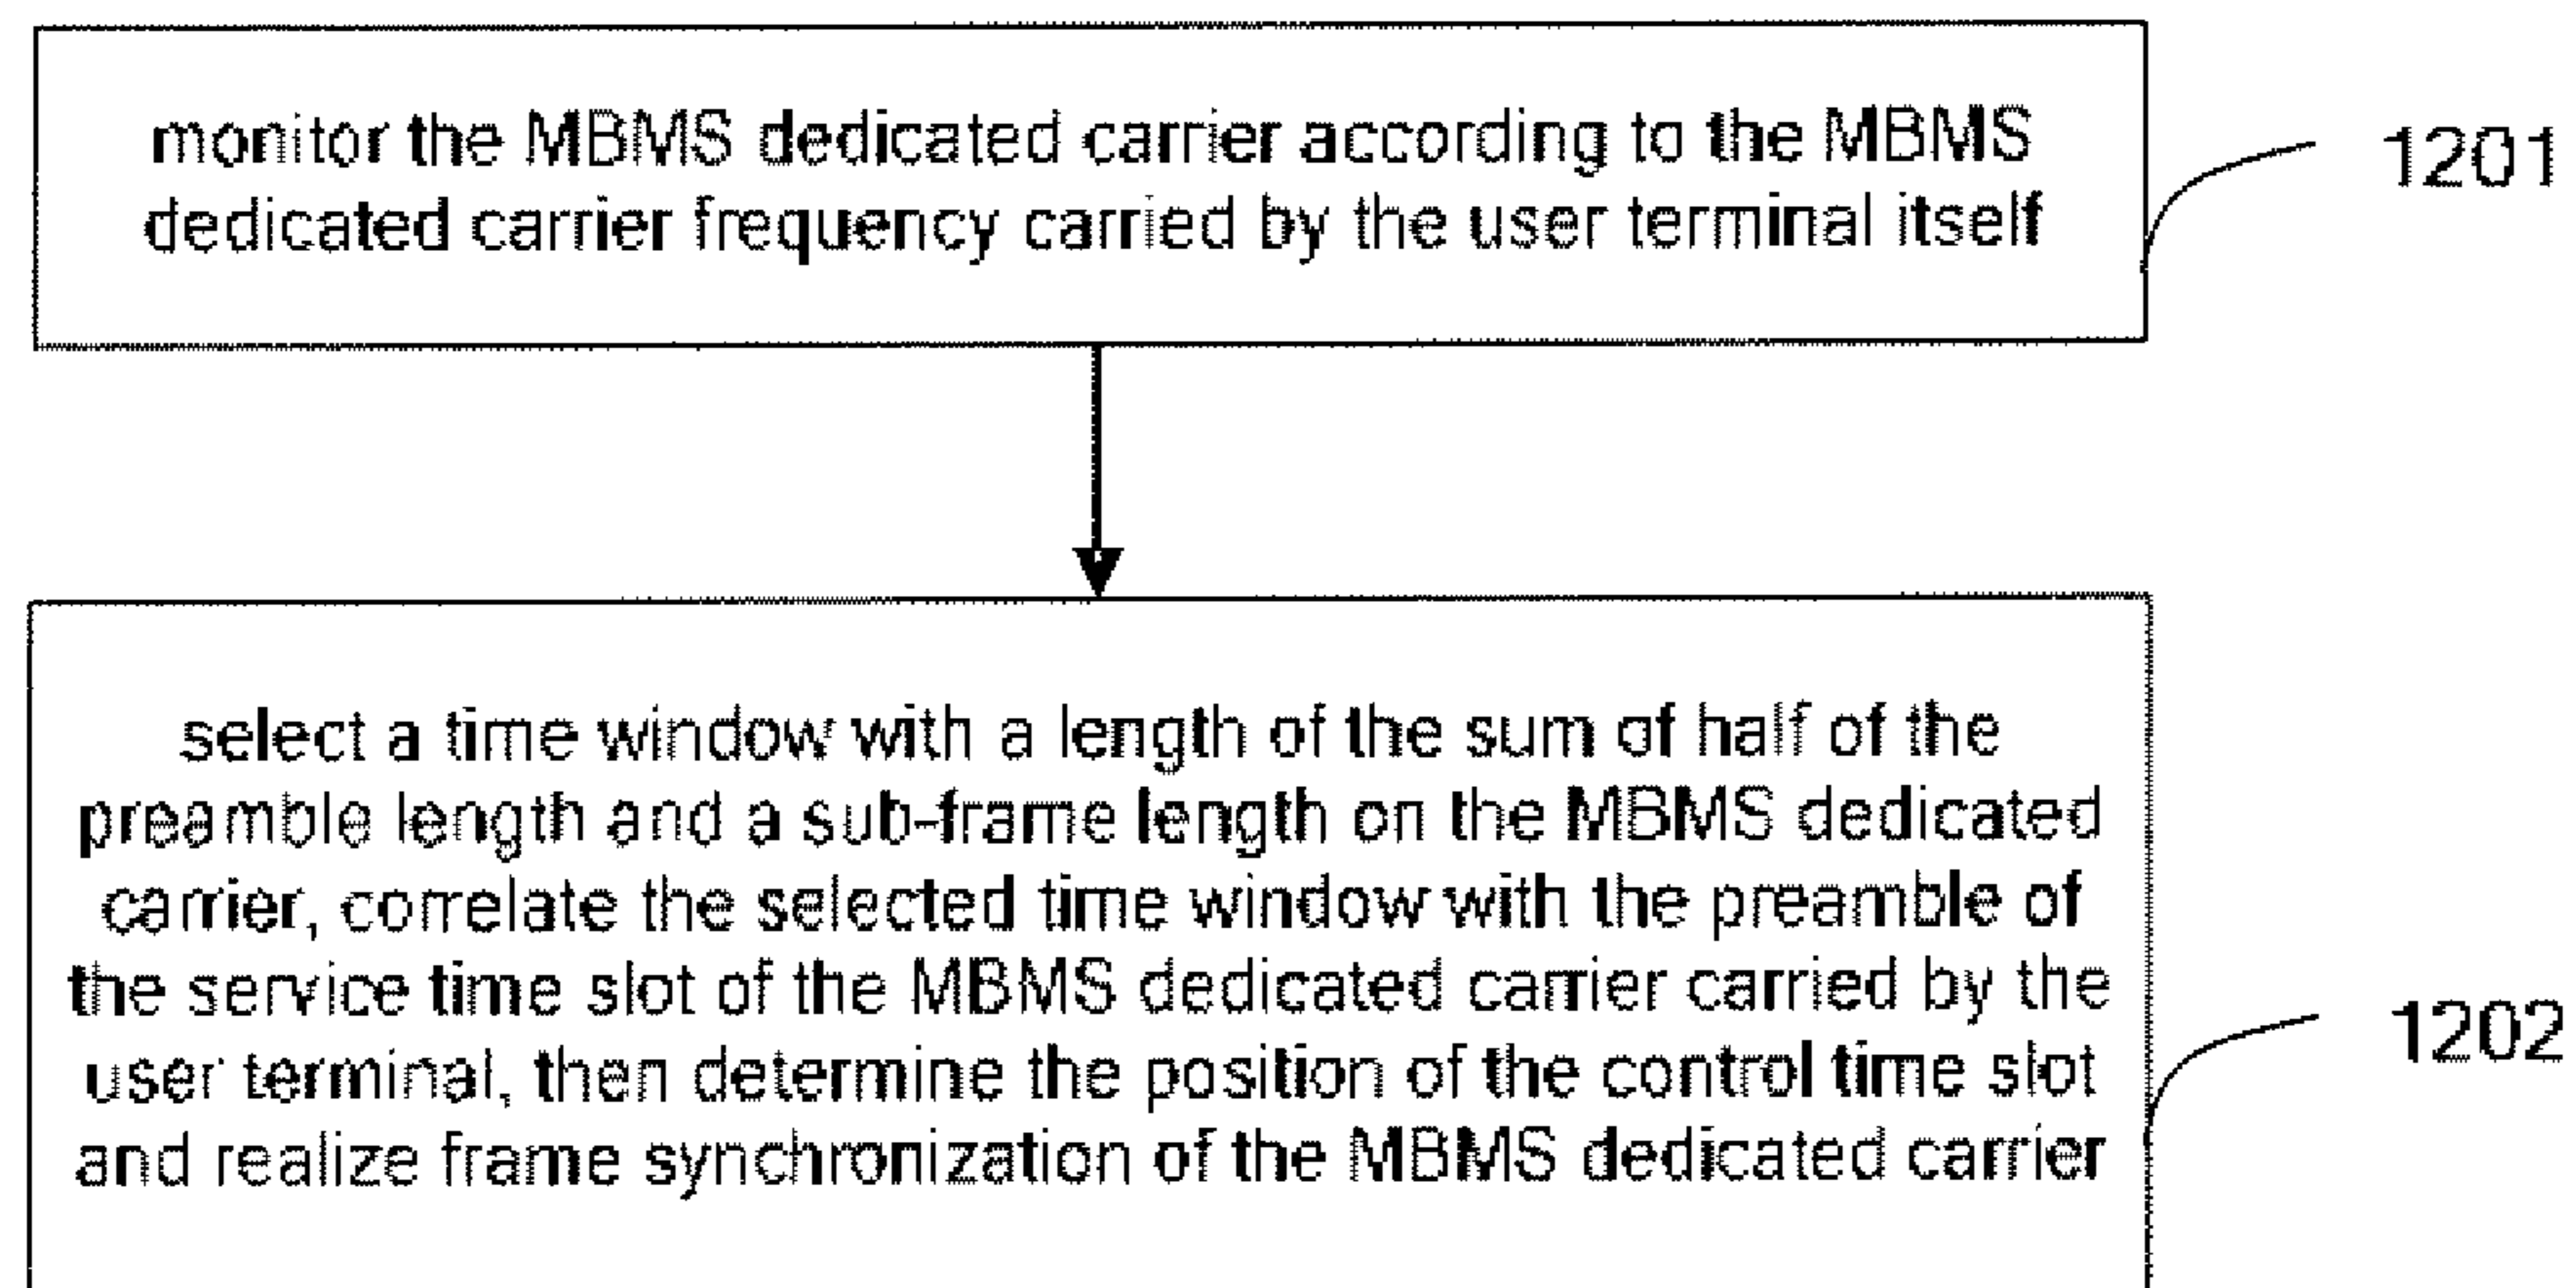 monitor the MBMS dedicated carrier according to the MBMS
dedicated carrier frequency carried by the user terminal itself
1201
select a time window with a length of the sum of half of the
preamble length and a sub-frame length on the MBMS dedicated
carrier, correlate the selected time window with the preamble of
the service time slot of the MBMS dedicated carrier carried by the
user terminal, then determine the position of the control time slot
and realize frame synchronization of the MBMS dedicated carrier
1202